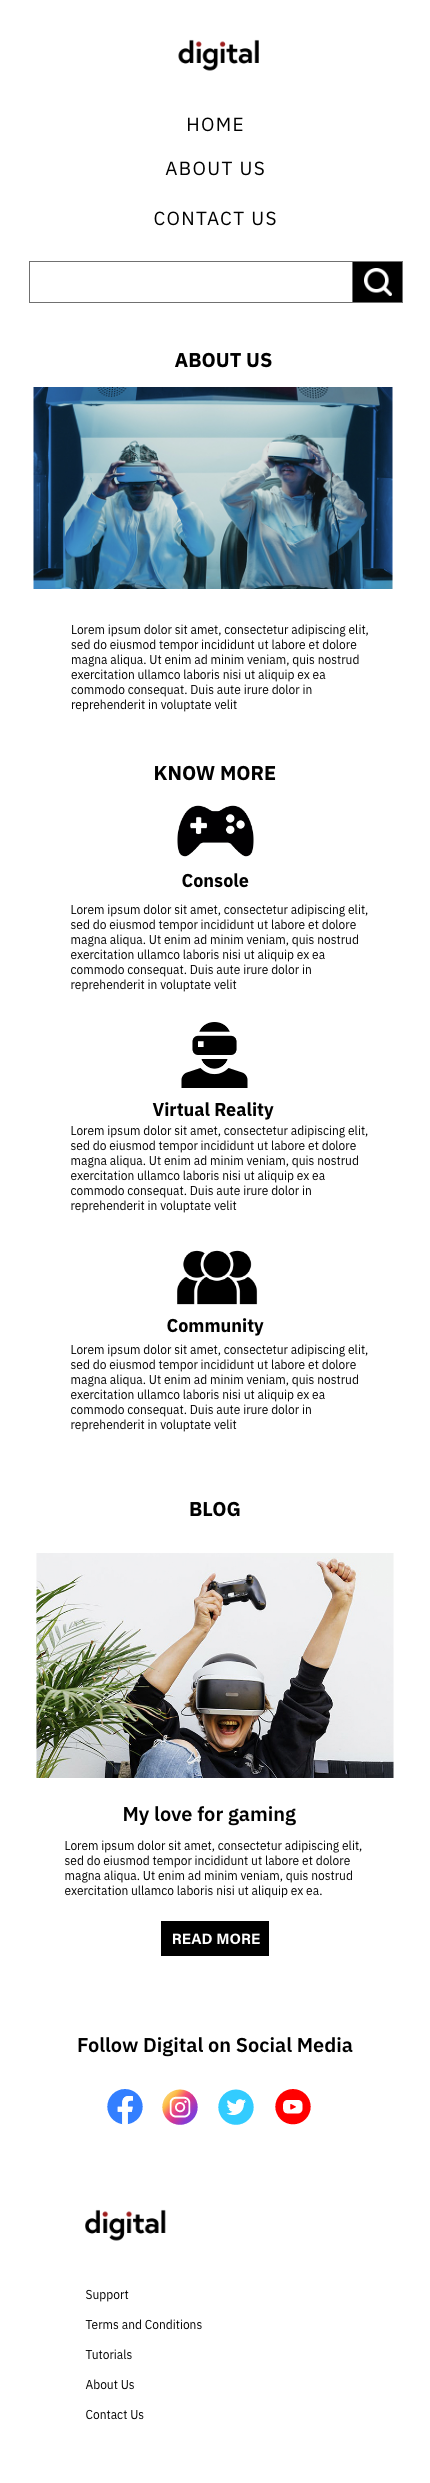 digital
HOME
ABOUT US
CONTACT US
ABOUT US
Lorem ipsum dolor sit amet, consectetur adipiscing elit,
sed do eiusmod tempor incididunt ut labore et dolore
magna aliqua. Ut enim ad minim veniam, quis nostrud
exercitation ullamco laboris nisi ut aliquip ex ea
commodo consequat. Duis aute irure dolor in
reprehenderit in voluptate velit
KNOW MORE
Console
Lorem ipsum dolor sit amet, consectetur adipiscing elit,
sed do eiusmod tempor incididunt ut labore et dolore
magna aliqua. Ut enim ad minim veniam, quis nostrud
exercitation ullamco laboris nisi ut aliquip ex ea
commodo consequat. Duis aute irure dolor in
reprehenderit in voluptate velit
Virtual Reality
Lorem ipsum dolor sit amet, consectetur adipiscing elit,
sed do eiusmod tempor incididunt ut labore et dolore
magna aliqua. Ut enim ad minim veniam, quis nostrud
exercitation ullamco laboris nisi ut aliquip ex ea
commodo consequat. Duis aute irure dolor in
reprehenderit in voluptate velit
Community
Lorem ipsum dolor sit amet, consectetur adipiscing elit,
sed do eiusmod tempor incididunt ut labore et dolore
magna aliqua. Ut enim ad minim veniam, quis nostrud
exercitation ullamco laboris nisi ut aliquip ex ea
commodo consequat. Duis aute irure dolor in
reprehenderit in voluptate velit
BLOG
My love for gaming
Lorem ipsum dolor sit amet, consectetur adipiscing elit,
sed do eiusmod tempor incididunt ut labore et dolore
magna aliqua. Ut enim ad minim veniam, quis nostrud
exercitation ullamco laboris nisi ut aliquip ex ea.
READ MORE
Follow Digital on Social Media
digital
Support
Terms and Conditions
Tutorials
About Us
Contact Us